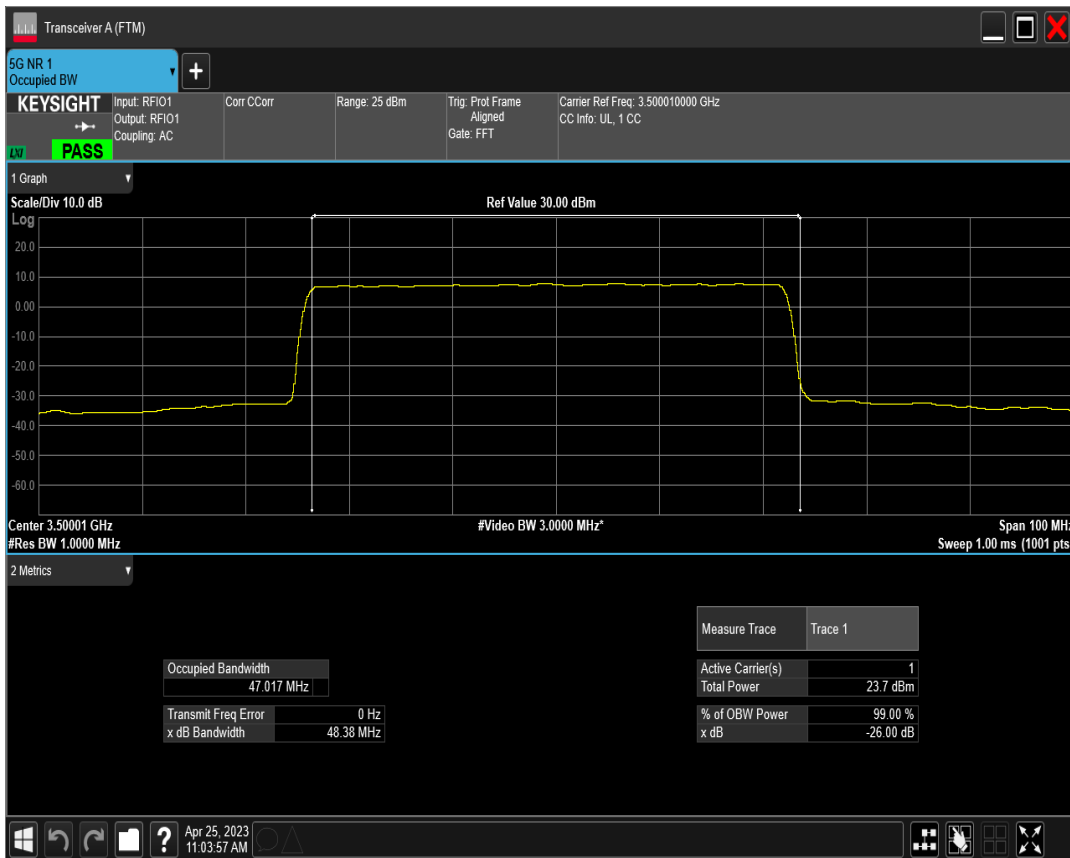 Transceiver A (FTM)
5G NR 1
Occupied BW
+
KEYSIGHT
LXI
PASS
Input: RFIO1
Output: RFIO1
Coupling: AC
Corr CCorr
Range: 25 dBm
Trig: Prot Frame
Aligned
Gate: FFT
Carrier Ref Freq: 3.500010000 GHz
CC Info: UL, 1 CC
1 Graph
Scale/Div 10.0 dB
Ref Value 30.00 dBm
Log
20.0
10.0
0.00
-10.0
-20.0
-30.0
-40.0
-50.0
-60.0
Center 3.50001 GHz
#Video BW 3.0000 MHz*
Span 100 MHz
#Res BW 1.0000 MHz
Sweep 1.00 ms (1001 pts
2 Metrics
Measure Trace Trace 1
Occupied Bandwidth
47.017 MHz
Active Carrier(s) 1
Total Power 23.7 dBm
Transmit Freq Error 0 Hz
x dB Bandwidth 48.38 MHz
% of OBW Power 99.00 %
x dB -26.00 dB
?
Apr 25, 2023
11:03:57 AM